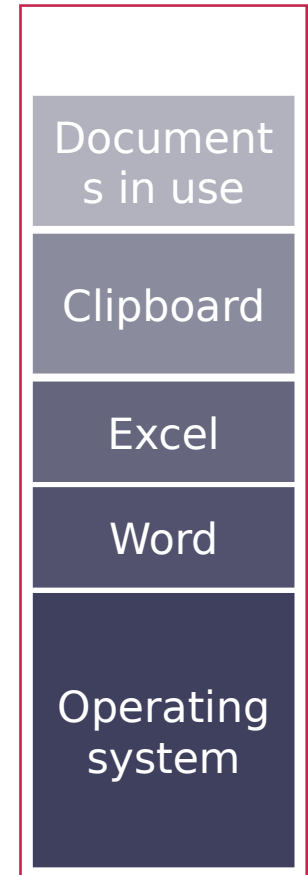 Document
s in use
Clipboard
Excel
Word
Operating
system